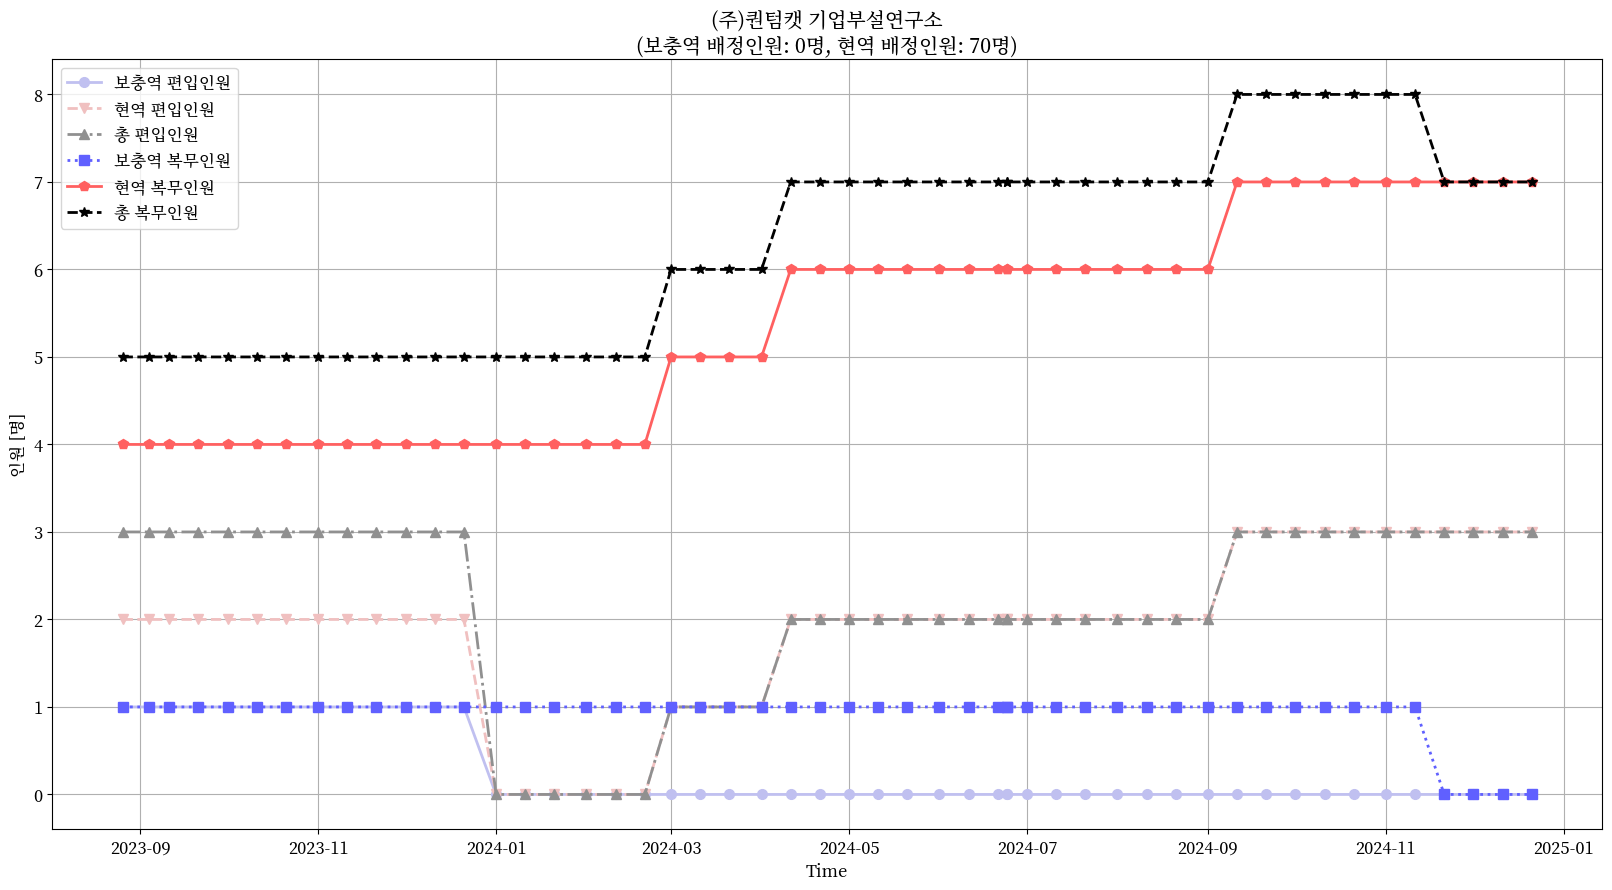 (주)퀀텀캣 기업부설연구소
(보충역 배정인원: 0명, 현역 배정인원: 70명)
보충역 편입인원
현역 편입인원
총 편입인원
보충역 복무인원
현역 복무인원
총 복무인원
인원 [명]
8
7
6
5
4
3
2
1
0
2023-09
2023-11
2024-01
2024-03
2024-05
2024-07
2024-09
2024-11
2025-01
Time